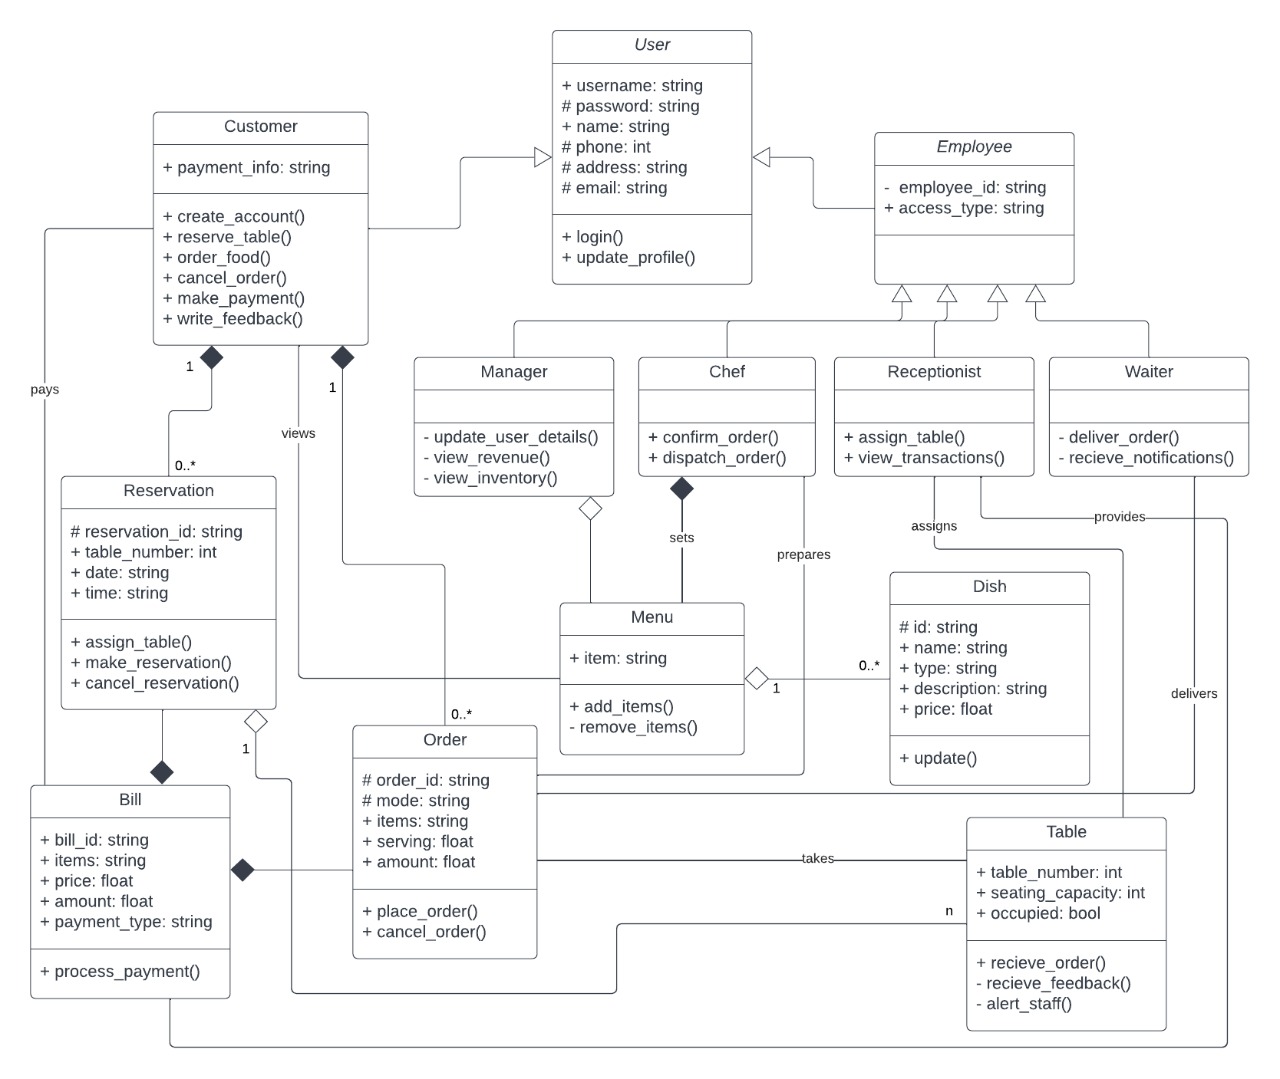 User
+ username: string
# password: string
+ name: string
# phone: int
# address: string
# email: string
+ login()
+ update_profile()
Customer
+ payment_info: string
+ create_account()
+ reserve_table()
+ order_food()
+ cancel_order()
+ make_payment()
+ write_feedback()
Employee
- employee_id: string
+ access_type: string
1
1
pays
views
0..*
Manager
- update_user_details()
- view_revenue()
- view_inventory()
Chef
+ confirm_order()
+ dispatch_order()
Receptionist
+ assign_table()
+ view_transactions()
Waiter
- deliver_order()
- recieve_notifications()
Reservation
# reservation_id: string
+ table_number: int
+ date: string
+ time: string
+ assign_table()
+ make_reservation()
+ cancel_reservation()
sets
prepares
assigns
provides
delivers
Menu
+ item: string
+ add_items()
- remove_items()
1
0..*
Dish
# id: string
+ name: string
+ type: string
+ description: string
+ price: float
+ update()
1
0..*
Order
# order_id: string
# mode: string
+ items: string
+ serving: float
+ amount: float
+ place_order()
+ cancel_order()
Bill
+ bill_id: string
+ items: string
+ price: float
+ amount: float
+ payment_type: string
+ process_payment()
takes
n
Table
+ table_number: int
+ seating_capacity: int
+ occupied: bool
+ recieve_order()
- recieve_feedback()
- alert_staff()